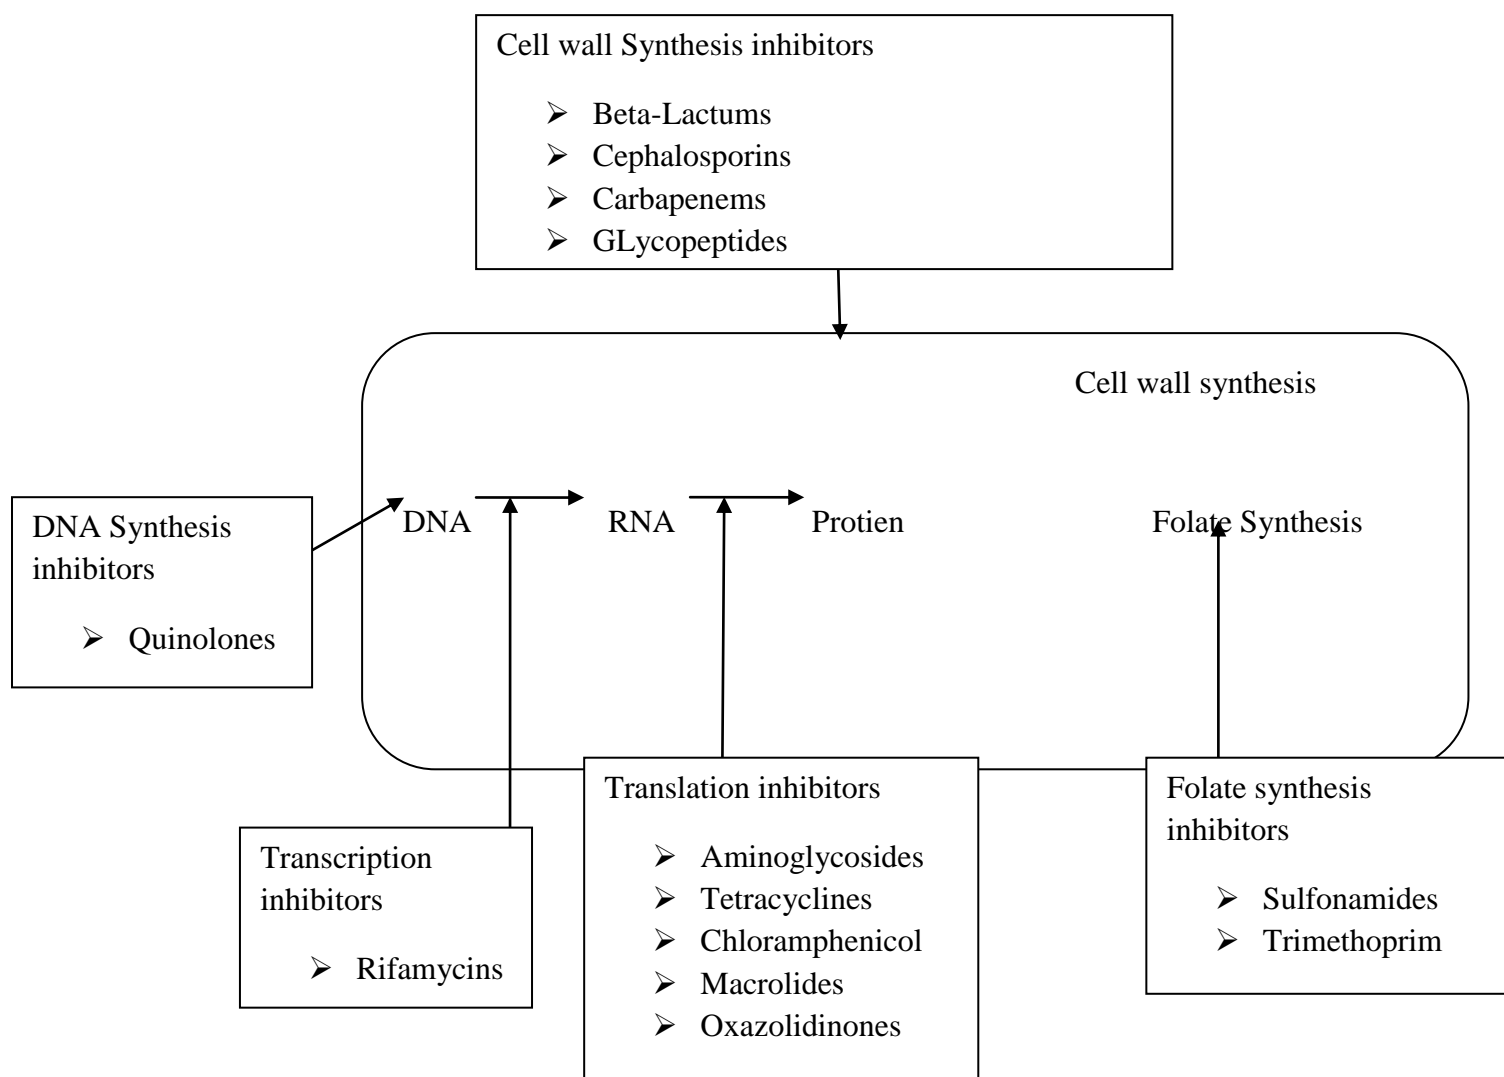 Cell wall Synthesis inhibitors
➢ Beta-Lactums
➢ Cephalosporins
➢ Carbapenems
➢ GLycopeptides
Cell wall synthesis
DNA
RNA
Protien
Folate Synthesis
DNA Synthesis
inhibitors
➢ Quinolones
Transcription
inhibitors
➢ Rifamycins
Translation inhibitors
➢ Aminoglycosides
➢ Tetracyclines
➢ Chloramphenicol
➢ Macrolides
➢ Oxazolidinones
Folate synthesis
inhibitors
➢ Sulfonamides
➢ Trimethoprim